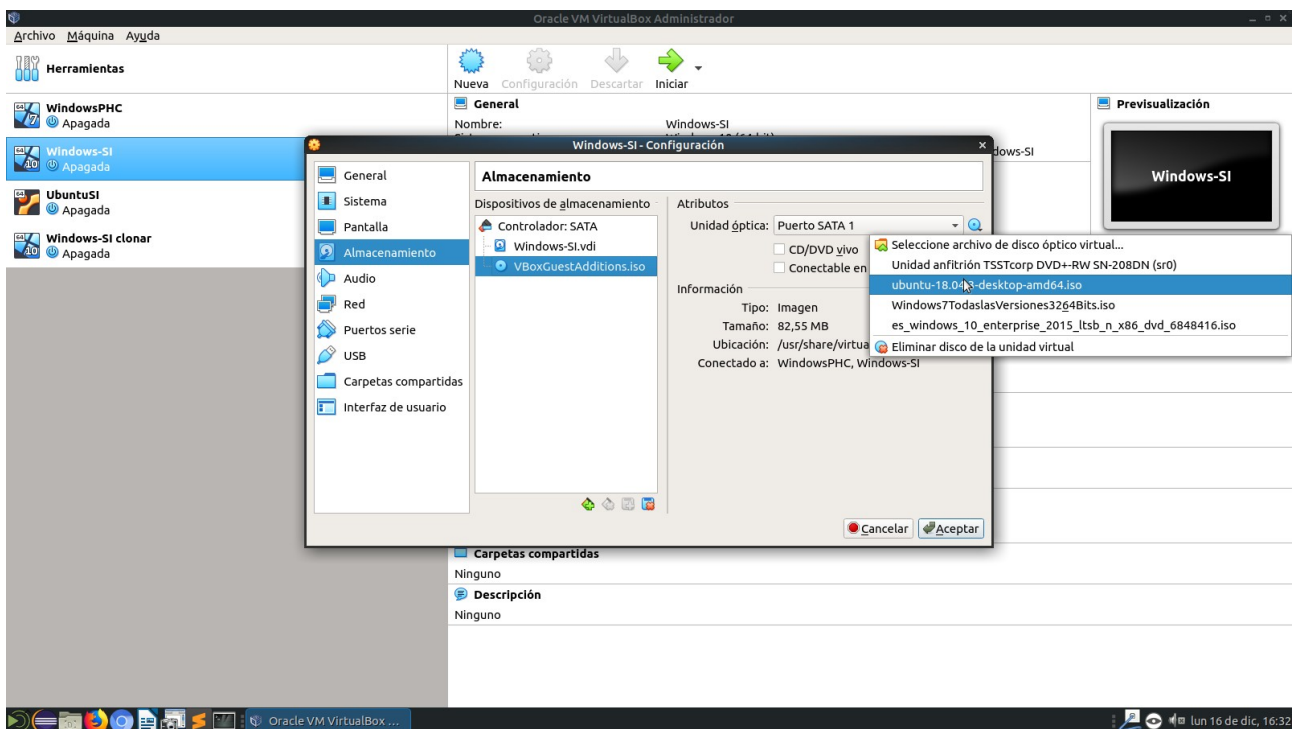 Oracle VM VirtualBox Administrador
Archivo Máquina Ayuda
Herramientas
Nueva Configuración Descartar Iniciar
WindowsPHC
Apagada
Windows-SI
Apagada
UbuntuSI
Apagada
Windows-SI clonar
Apagada
General
Nombre: Windows-SI
Previsualización
Windows-SI
dows-SI
Windows-SI - Configuración
General
Sistema
Pantalla
Almacenamiento
Audio
Red
Puertos serie
USB
Carpetas compartidas
Interfaz de usuario
Almacenamiento
Dispositivos de almacenamiento
Controlador: SATA
Windows-SI.vdi
VBoxGuestAdditions.iso
Atributos
Unidad óptica: Puerto SATA 1
CD/DVD vivo
Conectable en
Información
Tipo: Imagen
Tamaño: 82,55 MB
Ubicación: /usr/share/virtua
Conectado a: WindowsPHC, Windows-SI
Seleccione archivo de disco óptico virtual...
Unidad anfitrión TSSTcorp DVD+-RW SN-208DN (sr0)
ubuntu-18.04.3-desktop-amd64.iso
Windows7TodaslasVersiones3264Bits.iso
es_windows_10_enterprise_2015_ltsb_n_x86_dvd_6848416.iso
Eliminar disco de la unidad virtual
Cancelar Aceptar
Carpetas compartidas
Ninguno
Descripción
Ninguno
Oracle VM VirtualBox ...
lun 16 de dic, 16:32